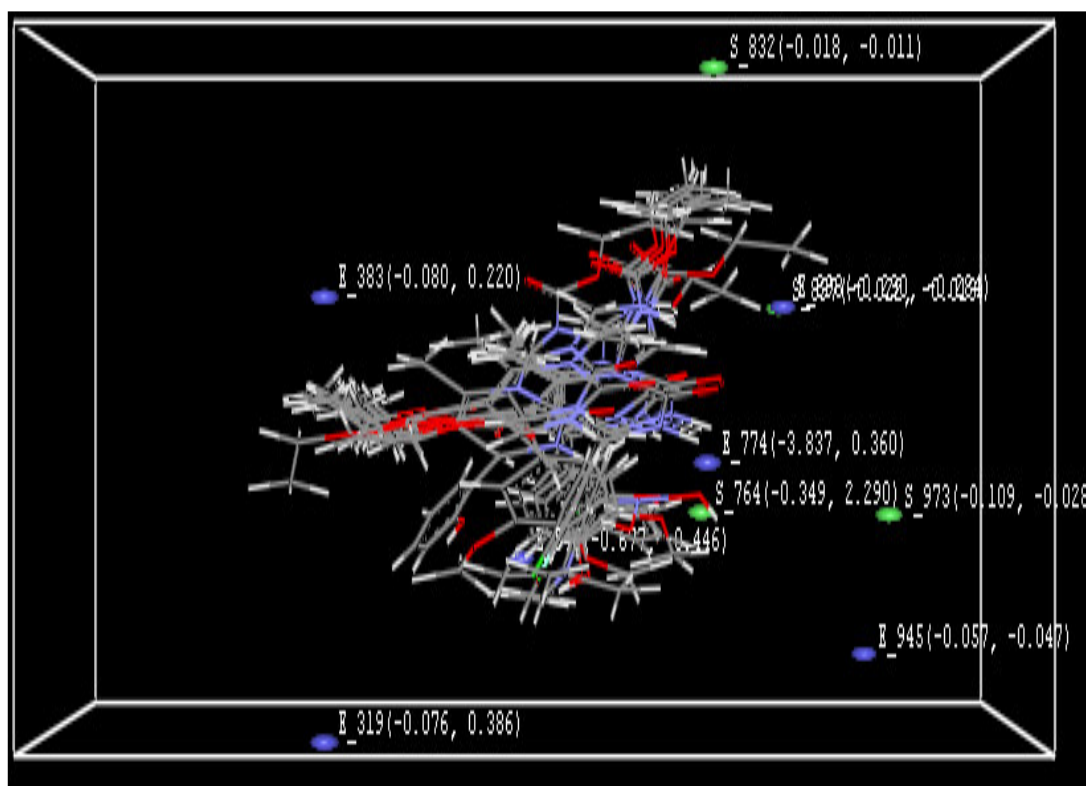 S_832(-0.018, -0.011)
E_383(-0.080, 0.220)
E_774(-3.837, 0.360)
S_764(-0.349, 2.290)
S_973(-0.109, -0.028
E_945(-0.057, -0.047)
E_319(-0.076, 0.386)